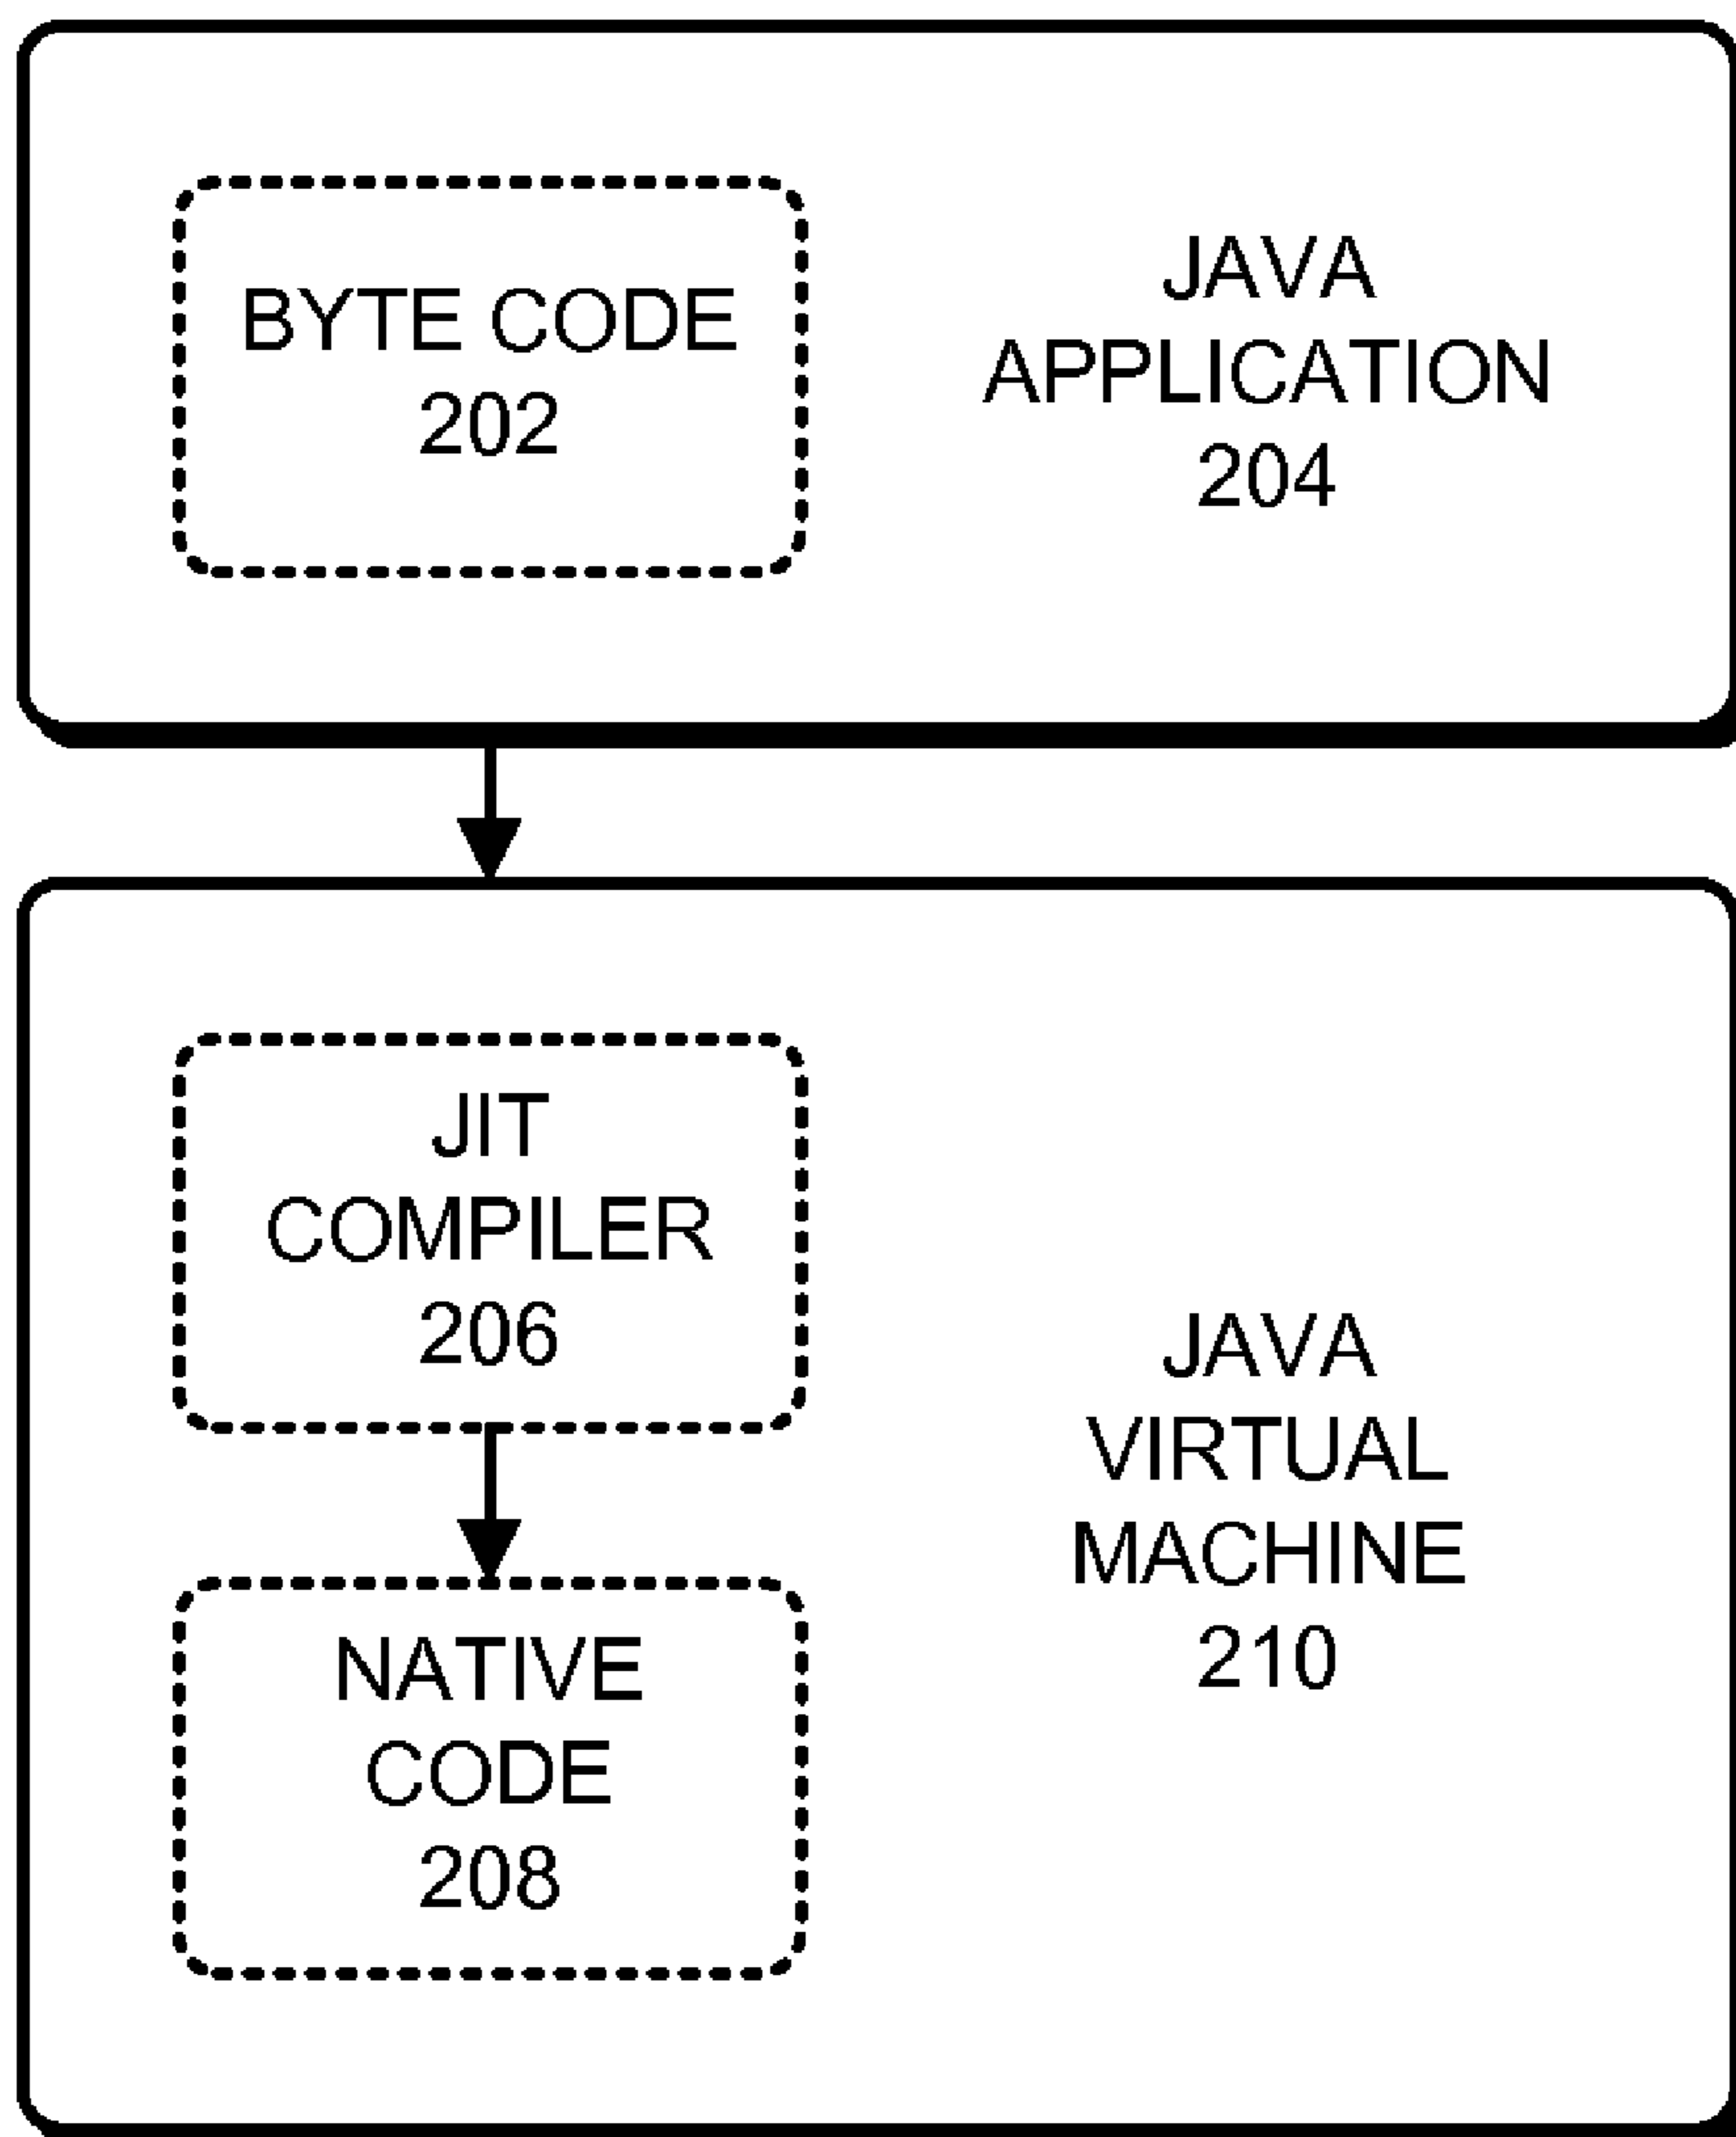 BYTE CODE
202
JAVA
APPLICATION
204
JIT
COMPILER
206
NATIVE
CODE
208
JAVA
VIRTUAL
MACHINE
210